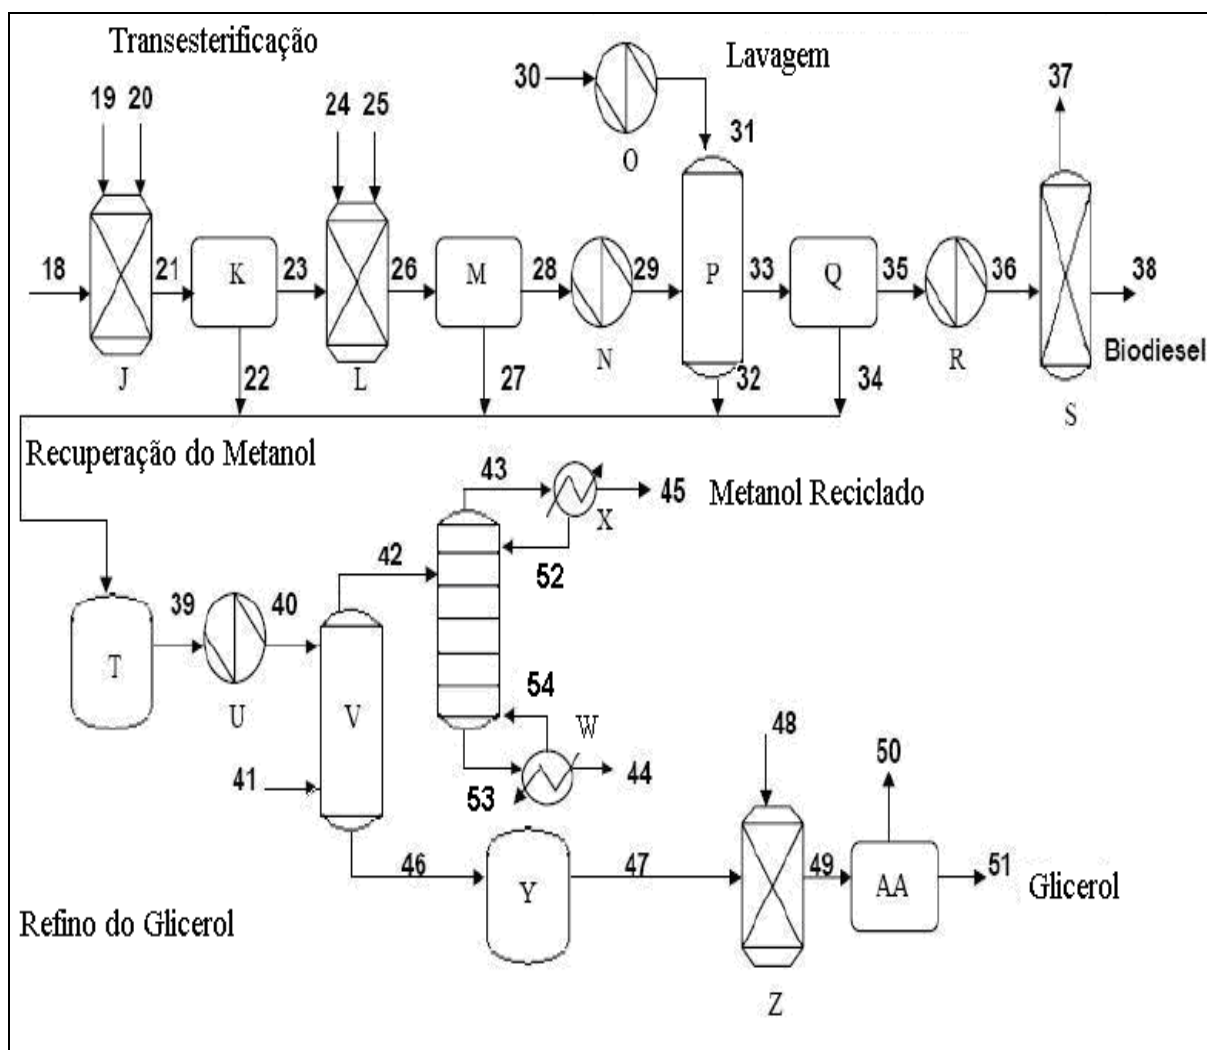 Transesterificação
Lavagem
30
37
19 20
24 25
31
O
18
21
K
23
26
M
28
29
P
33
Q
35
36
38
J
22
L
27
N
32
34
R
Biodiesel
S
Recuperação do Metanol
43
45
Metanol Reciclado
X
42
52
39
40
T
U
V
54
W
41
53
44
48
50
46
Y
47
49
AA
51
Glicerol
Refino do Glicerol
Z